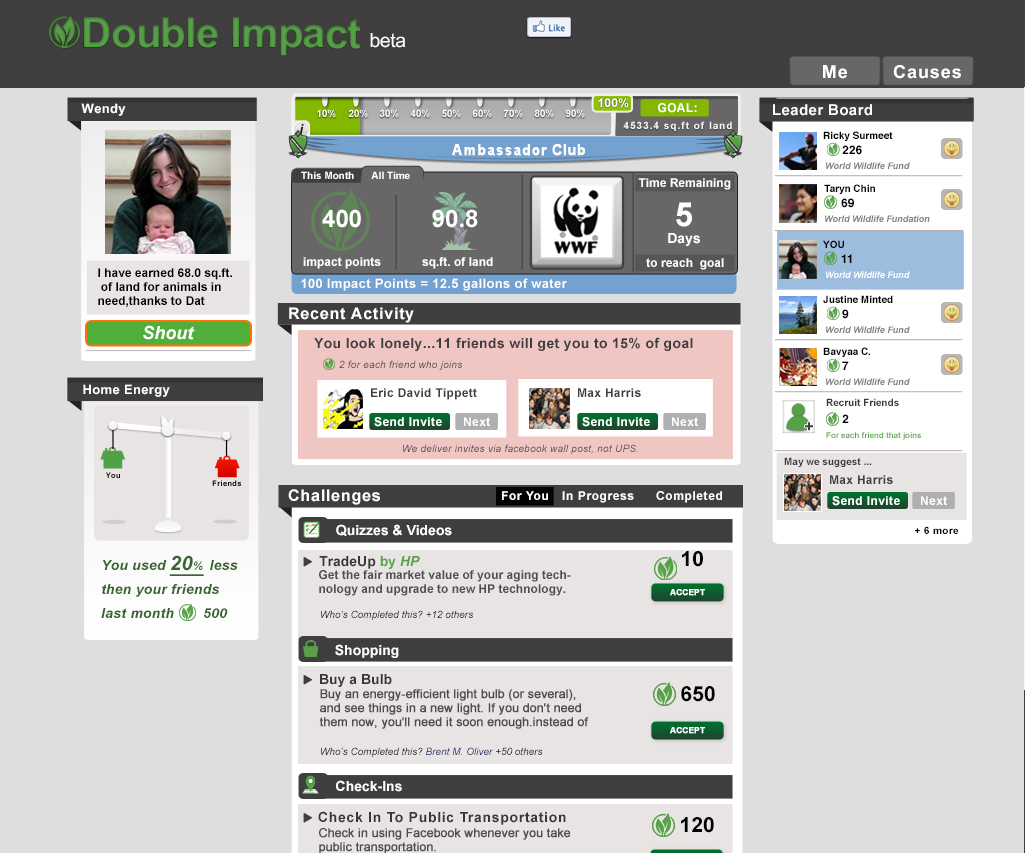 Double Impact beta
Like
Me
Causes
Wendy
I have earned 68.0 sq.ft.
of land for animals in
need,thanks to Dat
Shout
Home Energy
You
Friends
You used 20% less
then your friends
last month 500
10% 20% 30% 40% 50% 60% 70% 80% 90% 100%
GOAL:
4533.4 sq.ft of land
i
Ambassador Club
This Month
All Time
400
impact points
90.8
sq.ft. of land
WWF
Time Remaining
5
Days
to reach goal
100 Impact Points = 12.5 gallons of water
Recent Activity
You look lonely...11 friends will get you to 15% of goal
2 for each friend who joins
Eric David Tippett
Send Invite
Next
Max Harris
Send Invite
Next
We deliver invites via facebook wall post, not UPS.
Challenges
For You
In Progress
Completed
Quizzes & Videos
TradeUp by HP
Get the fair market value of your aging tech-
nology and upgrade to new HP technology.
Who's Completed this? +12 others
10
ACCEPT
Shopping
Buy a Bulb
Buy an energy-efficient light bulb (or several),
and see things in a new light. If you don't need
them now, you'll need it soon enough.instead of
Who's Completed this? Brent M. Oliver +50 others
650
ACCEPT
Check-Ins
Check In To Public Transportation
Check in using Facebook whenever you take
public transportation.
120
Leader Board
Ricky Surmeet
226
World Wildlife Fund
Taryn Chin
69
World Wildlife Fundation
YOU
11
World Wildlife Fund
Justine Minted
9
World Wildlife Fund
Bavyaa C.
7
World Wildlife Fund
Recruit Friends
2
For each friend that joins
May we suggest ...
Max Harris
Send Invite
Next
+ 6 more